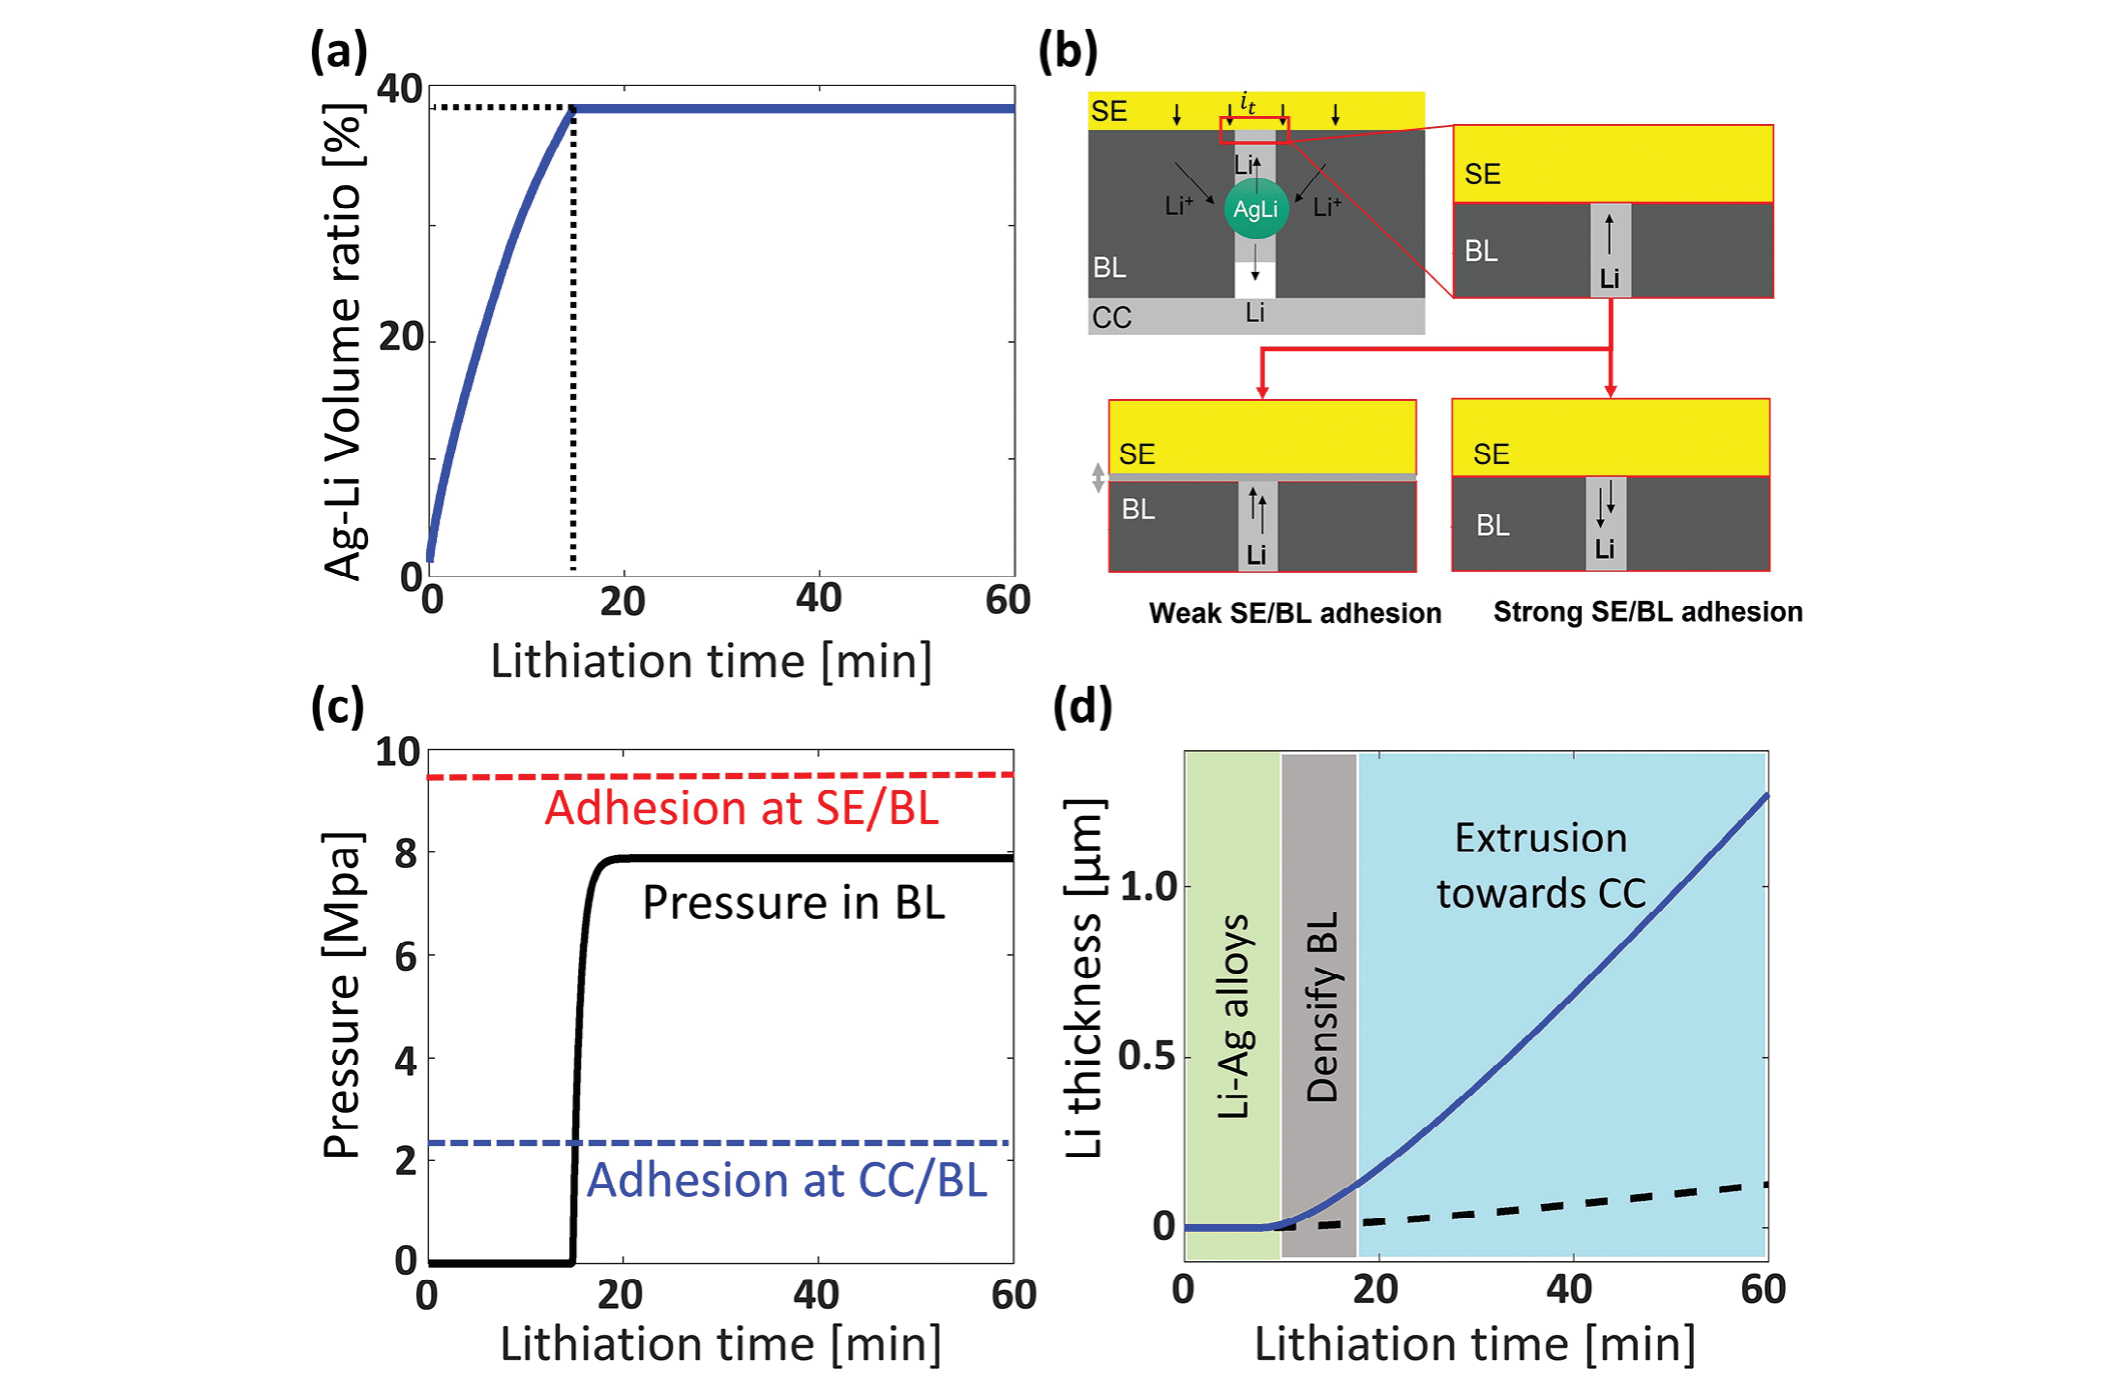 (a)
40
20
0
0
20
40
60
Ag-Li Volume ratio [%]
Lithiation time [min]
(b)
SE
i_t
Li
Li⁺
AgLi
Li⁺
BL
Li
CC
SE
BL
Li
SE
BL
Li
Weak SE/BL adhesion
SE
BL
Li
Strong SE/BL adhesion
(c)
10
8
6
4
2
0
0
20
40
60
Pressure [Mpa]
Adhesion at SE/BL
Pressure in BL
Adhesion at CC/BL
Lithiation time [min]
(d)
1.0
0.5
0
0
20
40
60
Li thickness [μm]
Li-Ag alloys
Densify BL
Extrusion
towards CC
Lithiation time [min]